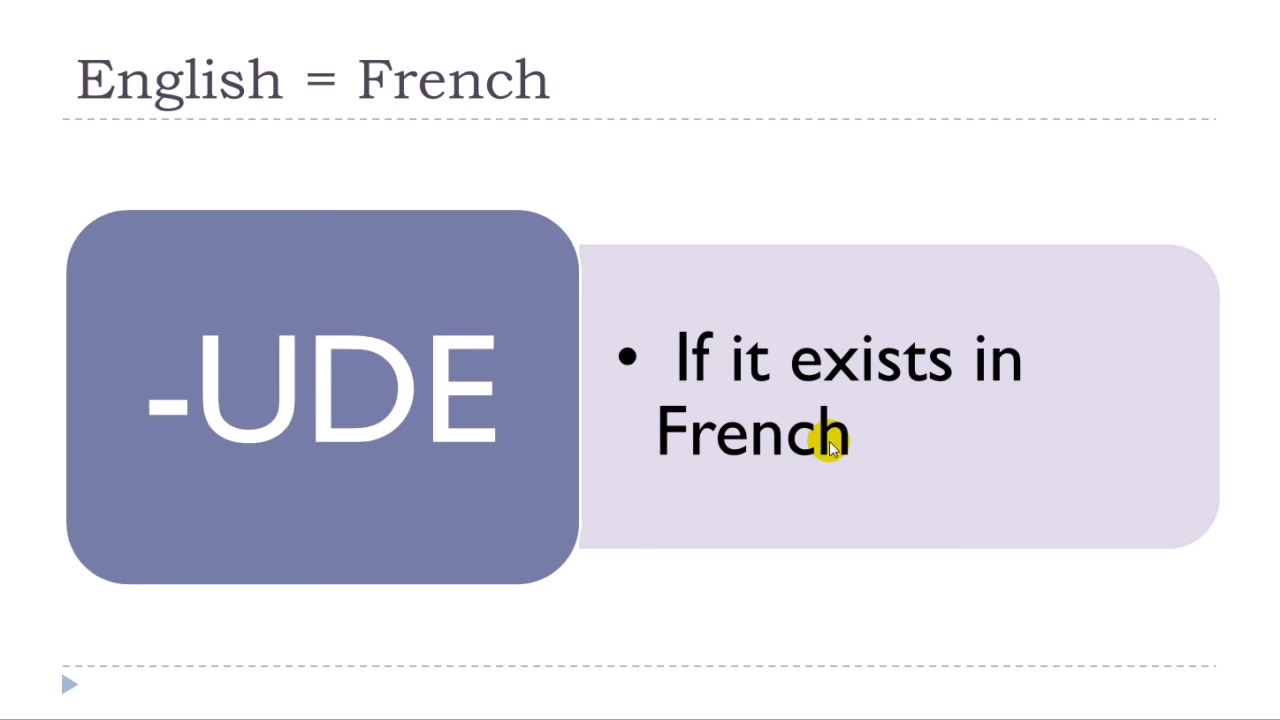 English = French
-UDE
• If it exists in
French